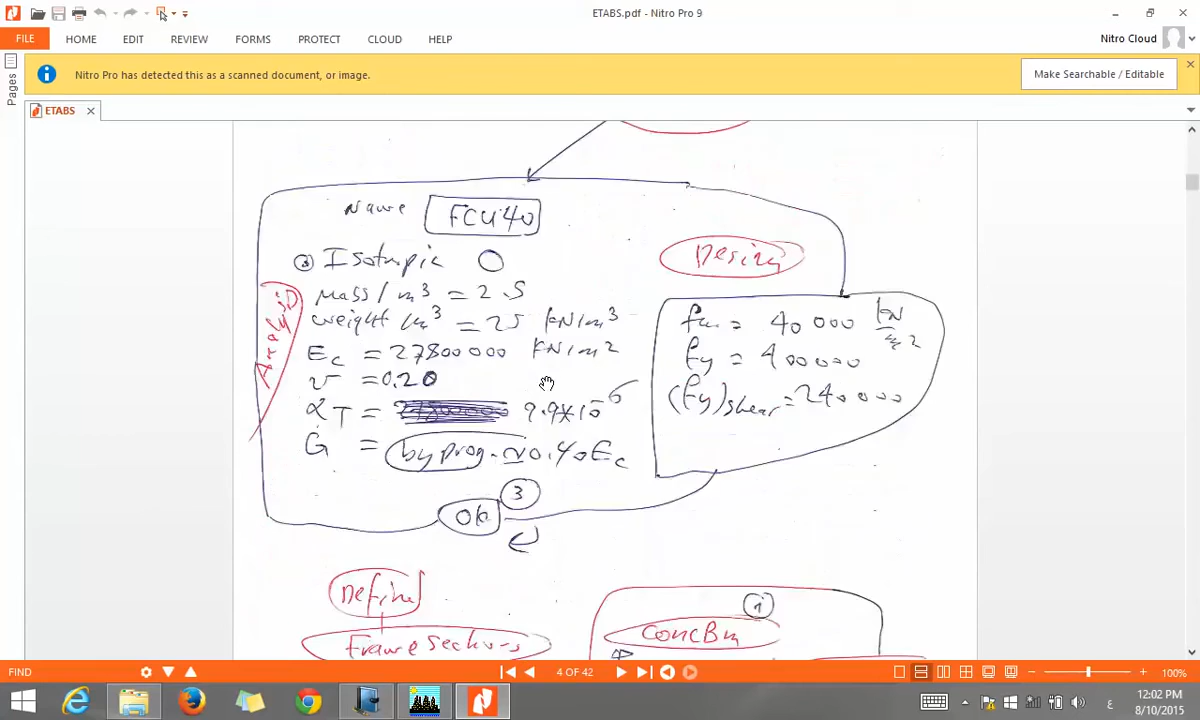 ETABS.pdf - Nitro Pro 9
FILE HOME EDIT REVIEW FORMS PROTECT CLOUD HELP
Nitro Cloud
Nitro Pro has detected this as a scanned document, or image.
Make Searchable / Editable
Pages
ETABS
Name FCU40
Isotropic
Mass/m³ = 2.5
weight/m³ = 25 kN/m³
Ec = 27800000 kN/m²
ν = 0.20
αT = 9.9*10⁻⁶
G = by prog. ≃ 0.40Ec
Analysis
Design
fcu = 40 000 kN/m²
fy = 400000
(fy)shear = 240000
3
OK
Define
Frame Sections
1
ConcBm
FIND
4 OF 42
100%
12:02 PM
ع
8/10/2015